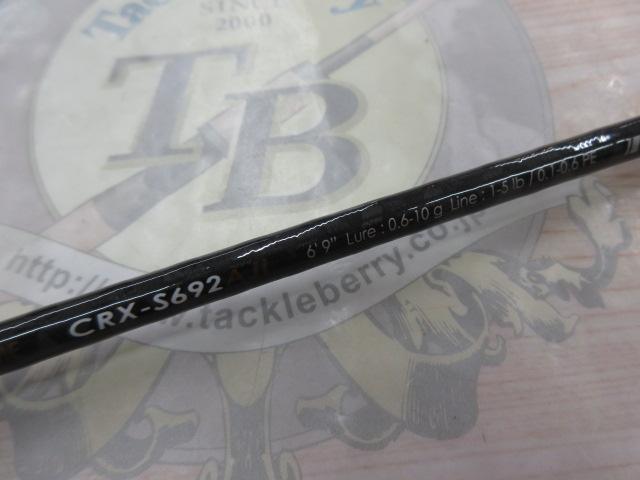 SINCE
2000
TB
CRX-S692 AJI 6'9" Lure : 0.6-10 g Line : 1-5 lb / 0.1-0.6 PE
http://www.tackleberry.co.jp